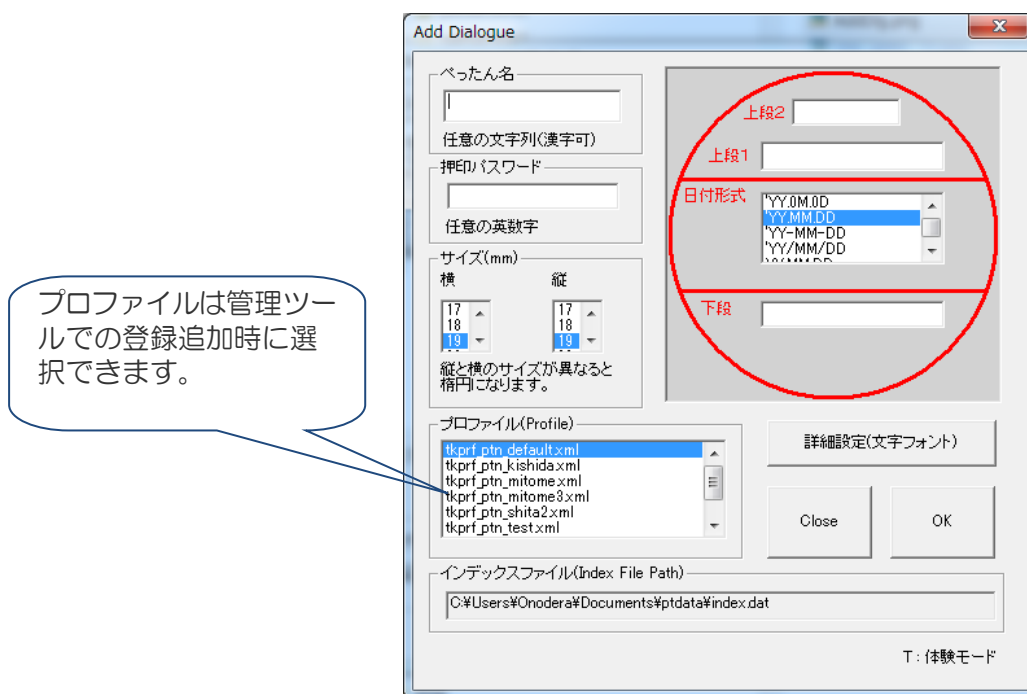 Add Dialogue
ぺったん名
任意の文字列(漢字可)
押印パスワード
任意の英数字
サイズ(mm)
横
縦
17
18
19
17
18
19
縦と横のサイズが異なると
楕円になります。
上段2
上段1
日付形式
'YY.0M.0D
'YY.MM.DD
'YY-MM-DD
'YY/MM/DD
下段
プロファイルは管理ツー
ルでの登録追加時に選
択できます。
プロファイル(Profile)
tkprf_ptn_default.xml
tkprf_ptn_kishida.xml
tkprf_ptn_mitome.xml
tkprf_ptn_mitome3.xml
tkprf_ptn_shita2.xml
tkprf_ptn_test.xml
詳細設定(文字フォント)
Close
OK
インデックスファイル(Index File Path)
C:¥Users¥Onodera¥Documents¥ptdata¥index.dat
T : 体験モード